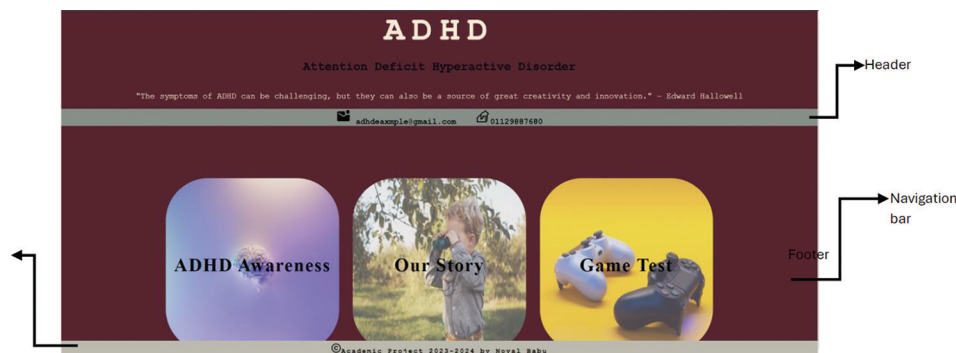 ADHD
Attention Deficit Hyperactive Disorder
"The symptoms of ADHD can be challenging, but they can also be a source of great creativity and innovation." – Edward Hallowell
adhdeaxmple@gmail.com 01129887680
Header
Navigation
bar
ADHD Awareness
Our Story
Game Test
Footer
©Academic Project 2023-2024 by Noyal Babu